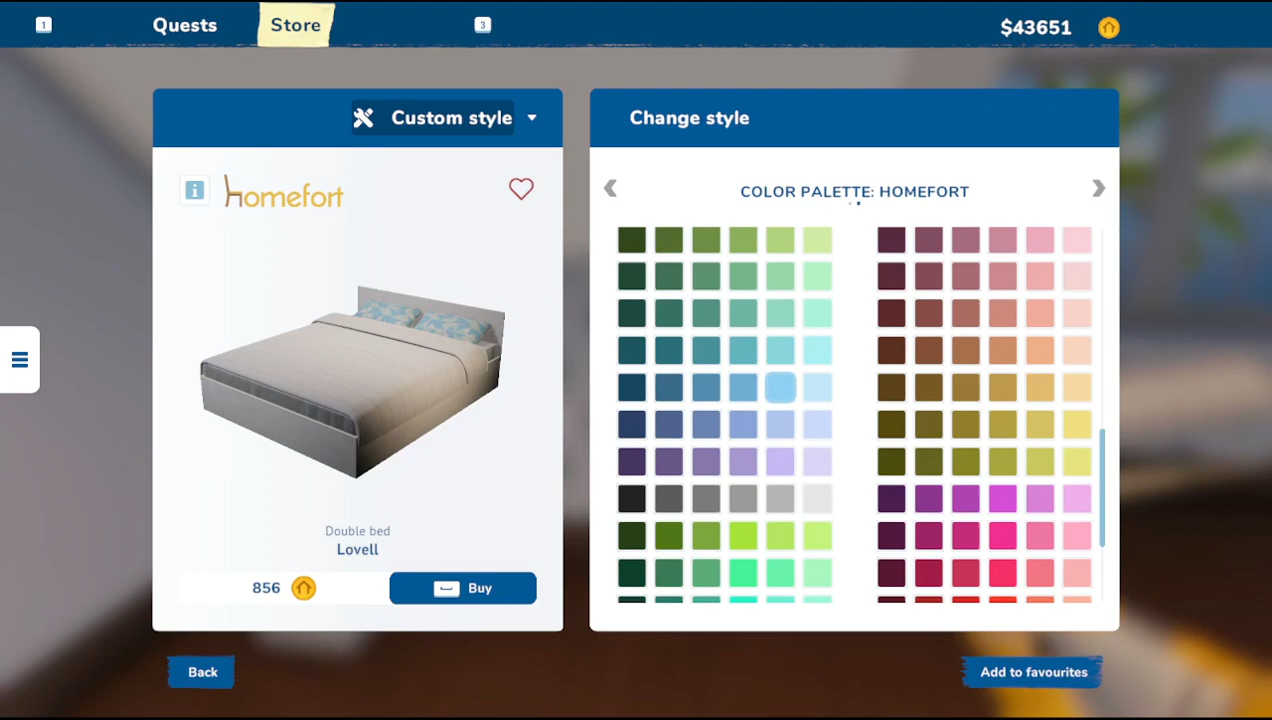 1
Quests
Store
3
$43651
Custom style
Change style
i
homefort
COLOR PALETTE: HOMEFORT
Double bed
Lovell
856
Buy
Back
Add to favourites